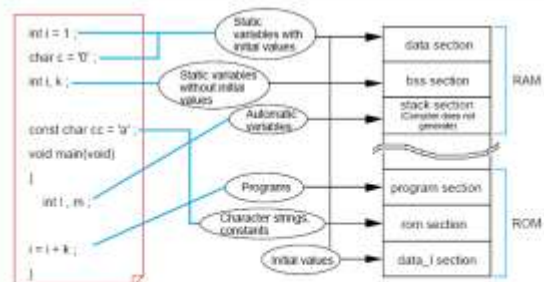 int i = 1 ;
char c = '0' ;
int i, k ;
const char cc = 'a' ;
void main(void)
{
int l , m ;
i = i + k ;
}
Static
variables with
initial values
Static variables
without initial
values
Automatic
variables
Programs
Character strings,
constants
Initial values
data section
bss section
stack section
(Compiler does not
generate)
program section
rom section
data_I section
RAM
ROM